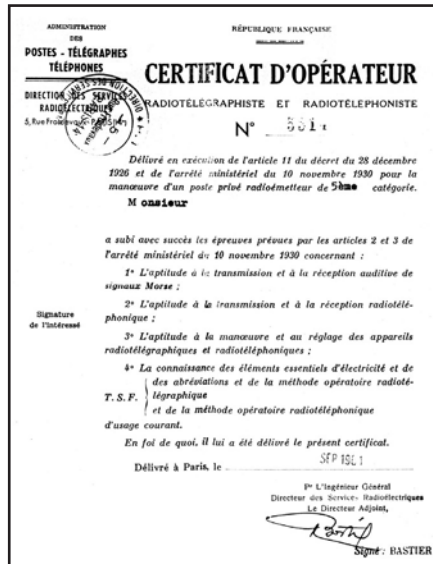 ADMINISTRATION
DES
POSTES - TÉLÉGRAPHES
TÉLÉPHONES
DIRECTION DES SERVICES
RADIOÉLECTRIQUES
5, Rue Froidevaux - PARIS
RÉPUBLIQUE FRANÇAISE
CERTIFICAT D'OPÉRATEUR
RADIOTÉLÉGRAPHISTE ET RADIOTÉLÉPHONISTE
N°
Délivré en exécution de l'article 11 du décret du 28 décembre
1926 et de l'arrêté ministériel du 10 novembre 1930 pour la
manœuvre d'un poste privé radioémetteur de 5ème catégorie.
M onsieur
a subi avec succès les épreuves prévues par les articles 2 et 3 de
l'arrêté ministériel du 10 novembre 1930 concernant :
1° L'aptitude à la transmission et à la réception auditive de
signaux Morse ;
2° L'aptitude à la transmission et à la réception radiotélé-
phonique ;
Signature
de l'intéressé
3° L'aptitude à la manœuvre et au réglage des appareils
radiotélégraphiques et radiotéléphoniques ;
4° La connaissance des éléments essentiels d'électricité et de
T. S. F.
des abréviations et de la méthode opératoire radioté-
légraphique
et de la méthode opératoire radiotéléphonique
d'usage courant.
En foi de quoi, il lui a été délivré le présent certificat.
Délivré à Paris, le SEP
Pr L'Ingénieur Général
Directeur des Services Radioélectriques
Le Directeur Adjoint,
Signé : BASTIER